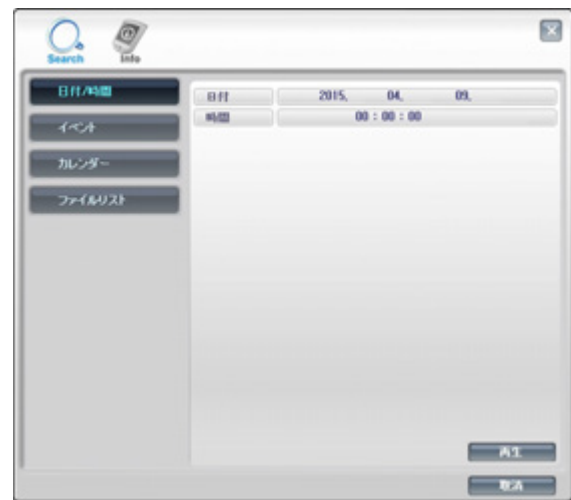 Search Info
日付/時間
イベント
カレンダー
ファイルリスト
日付 2015. 04. 09.
時間 00 : 00 : 00
再生
取消